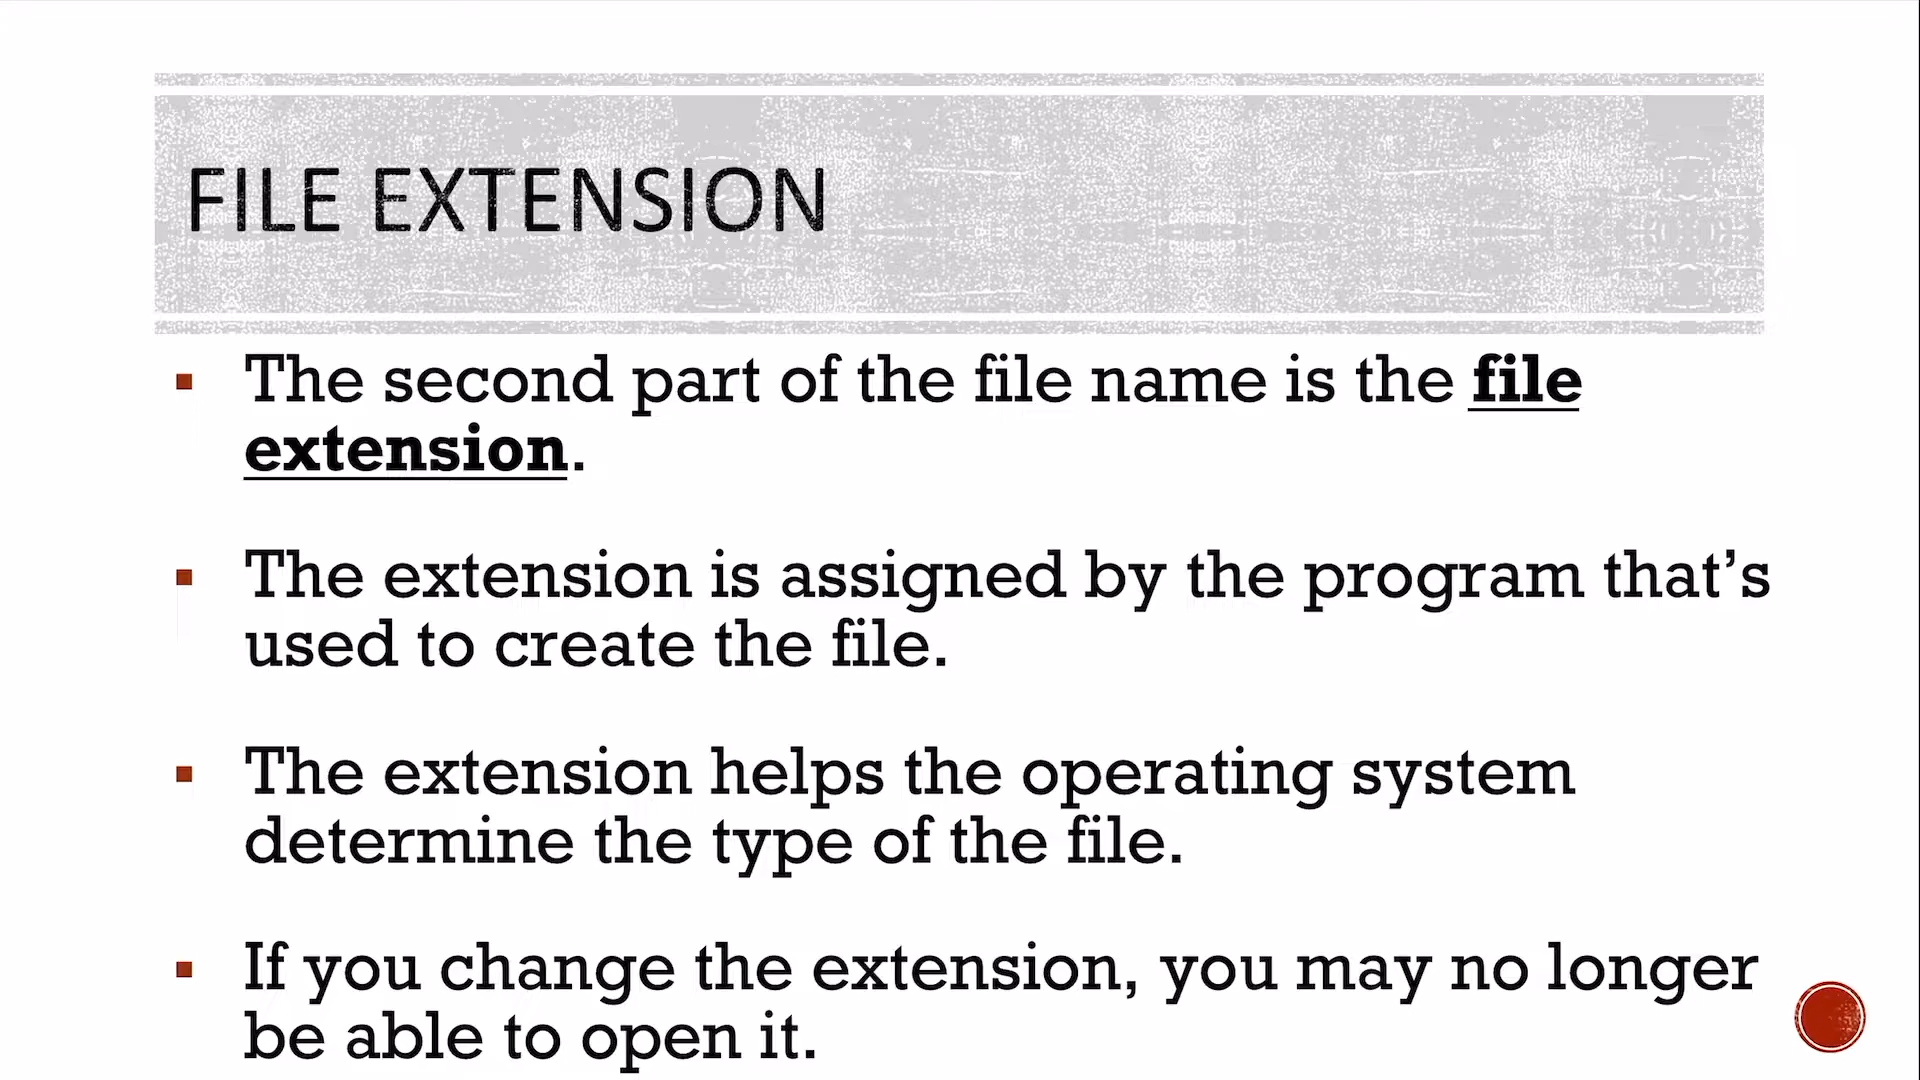 FILE EXTENSION
▪ The second part of the file name is the file
extension.
▪ The extension is assigned by the program that’s
used to create the file.
▪ The extension helps the operating system
determine the type of the file.
▪ If you change the extension, you may no longer
be able to open it.